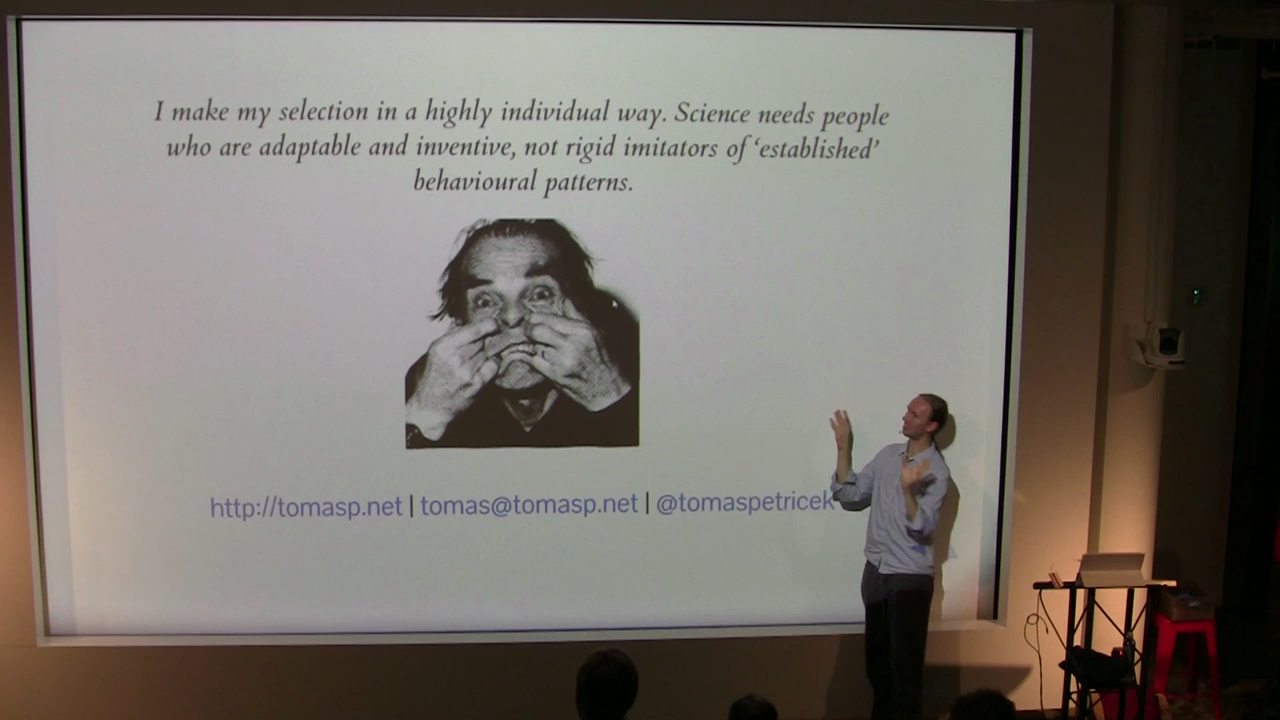 I make my selection in a highly individual way. Science needs people
who are adaptable and inventive, not rigid imitators of ‘established’
behavioural patterns.
http://tomasp.net | tomas@tomasp.net | @tomaspetricek